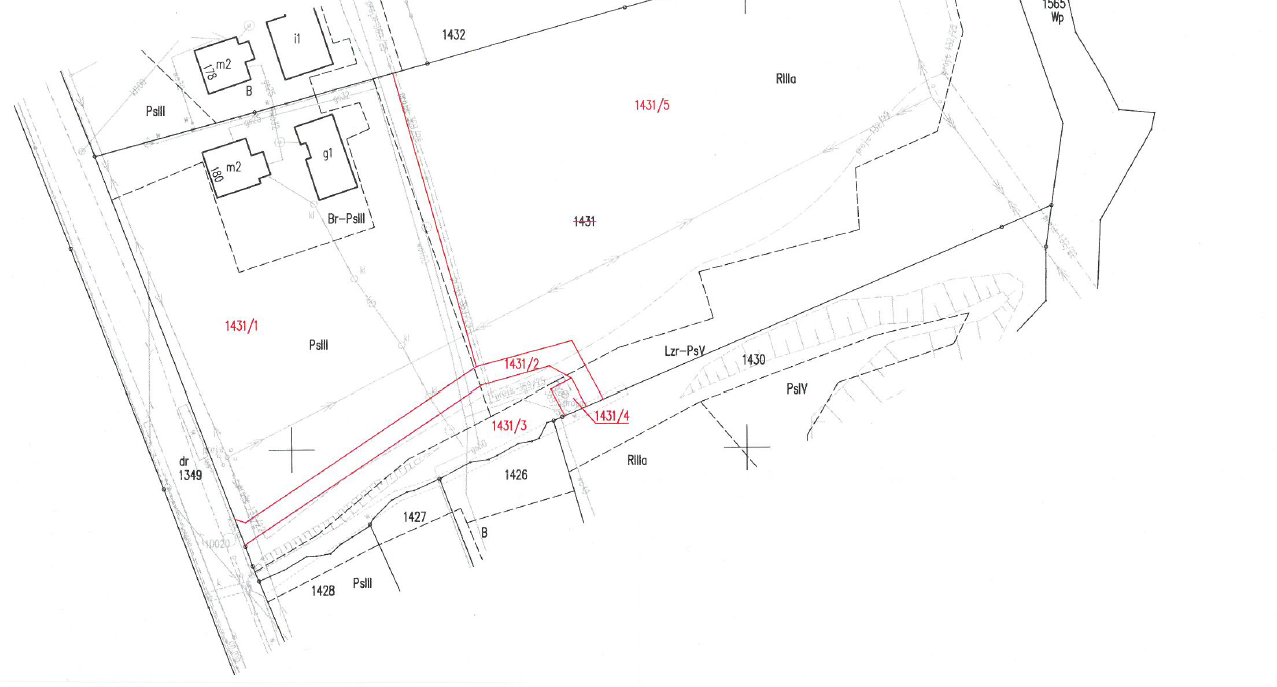 1565
Wp
1432
i1
m2
178
B
PsIII
RIIIa
1431/5
g1
m2
180
Br-PsIII
1431
1431/1
PsIII
Lzr-PsV
1430
1431/2
PsIV
1431/4
1431/3
dr
1349
RIIIa
1426
1427
B
10020
PsIII
1428